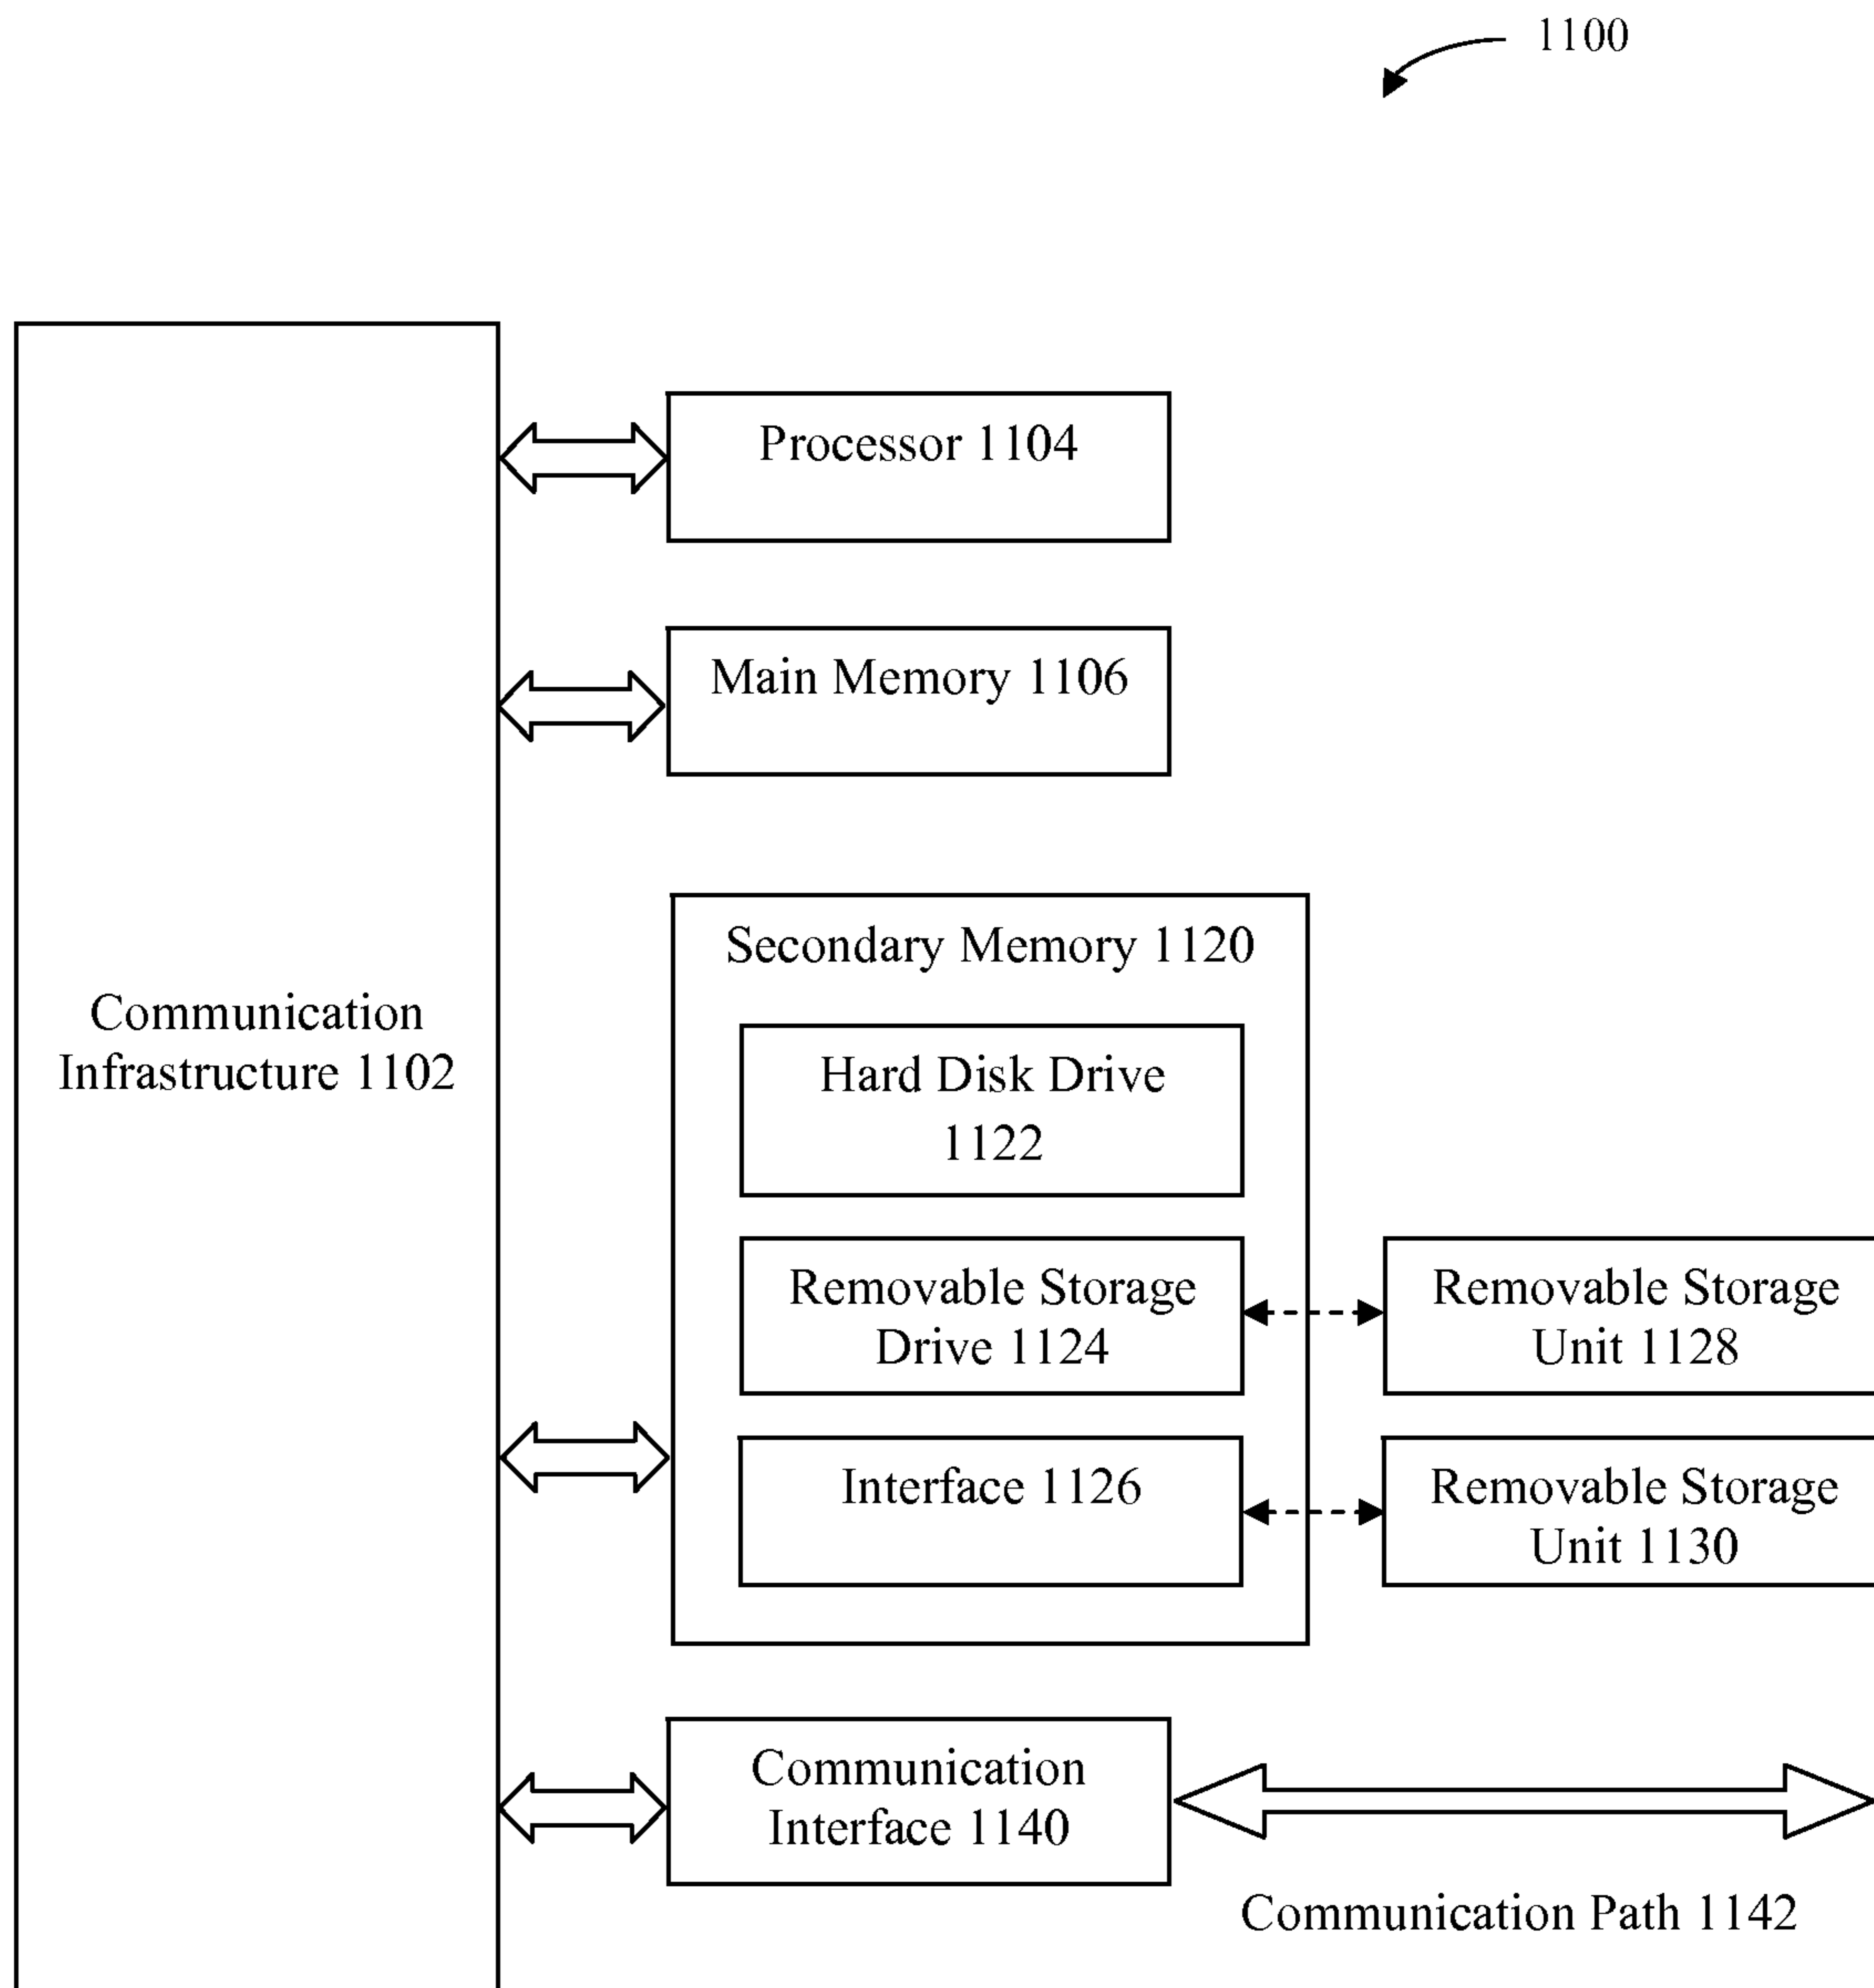 1100
Processor 1104
Main Memory 1106
Secondary Memory 1120
Communication
Infrastructure 1102
Hard Disk Drive
1122
Removable Storage
Drive 1124
Removable Storage
Unit 1128
Interface 1126
Removable Storage
Unit 1130
Communication
Interface 1140
Communication Path 1142